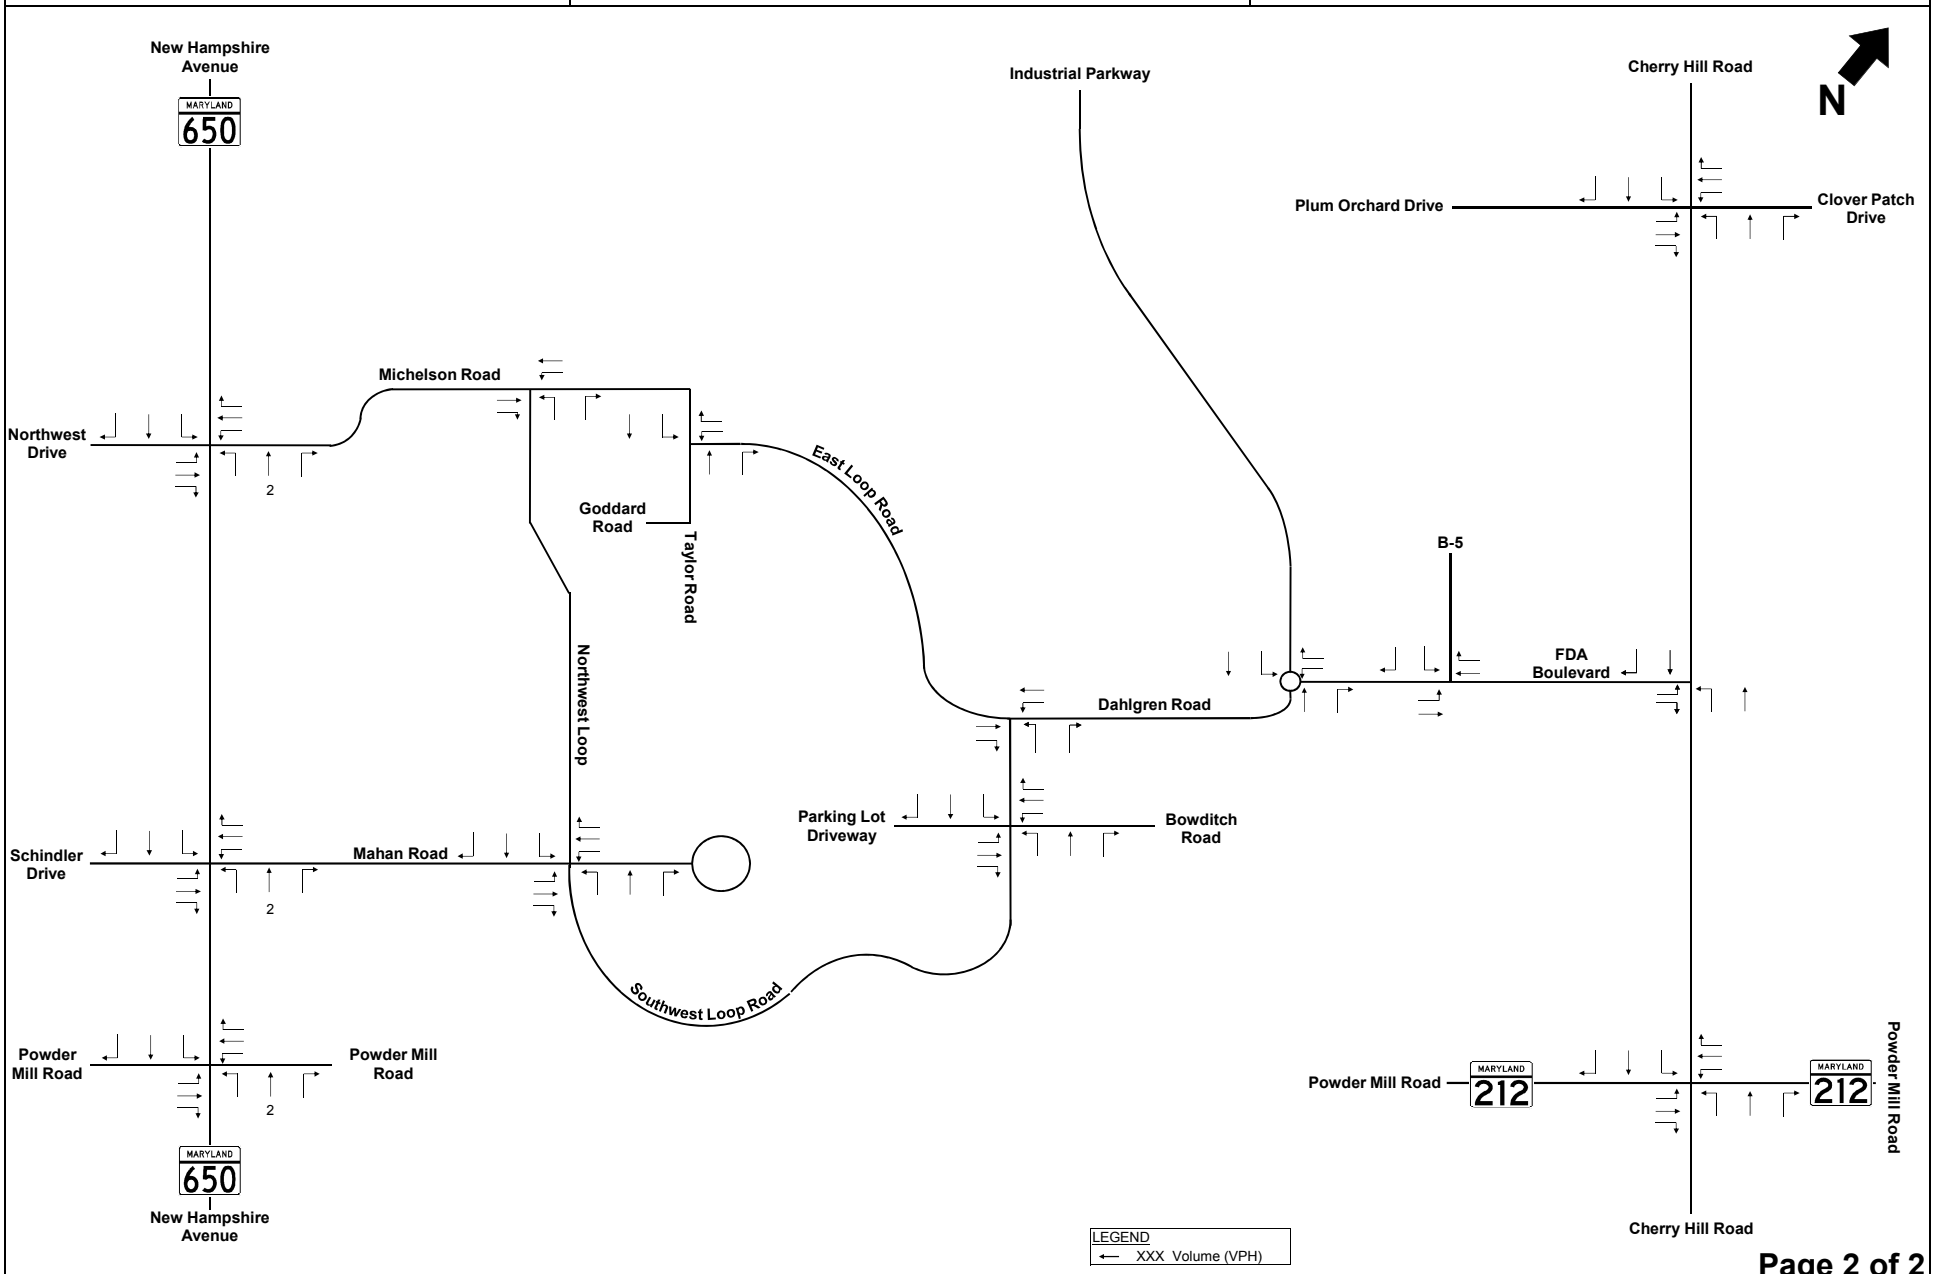 New Hampshire
Avenue
MARYLAND
650
Industrial Parkway
Cherry Hill Road
N
Plum Orchard Drive
Clover Patch
Drive
Michelson Road
Northwest
Drive
2
East Loop Road
Goddard
Road
Taylor Road
B-5
Northwest Loop
FDA
Boulevard
Dahlgren Road
Parking Lot
Driveway
Bowditch
Road
Schindler
Drive
Mahan Road
2
Southwest Loop Road
Powder
Mill Road
Powder Mill
Road
2
Powder Mill Road
MARYLAND
212
MARYLAND
212
Powder Mill Road
MARYLAND
650
New Hampshire
Avenue
Cherry Hill Road
LEGEND
XXX Volume (VPH)
Page 2 of 2